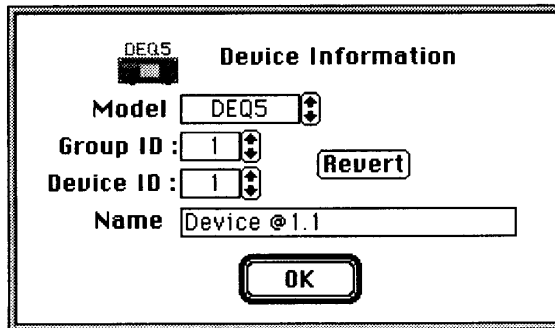 DEQ5
Device Information
Model DEQ5
Group ID : 1
Revert
Device ID : 1
Name Device @1.1
OK